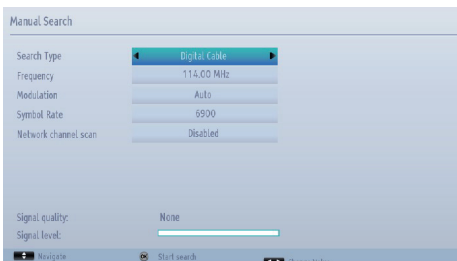 Manual Search
Search Type Digital Cable
Frequency 114.00 MHz
Modulation Auto
Symbol Rate 6900
Network channel scan Disabled
Signal quality: None
Signal level:
Navigate OK Start search